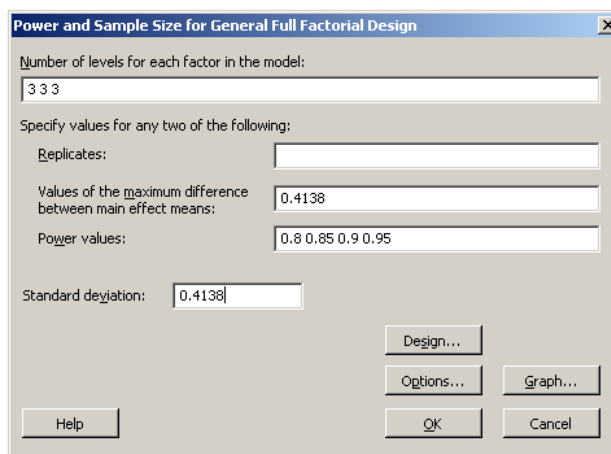 Power and Sample Size for General Full Factorial Design
Number of levels for each factor in the model:
3 3 3
Specify values for any two of the following:
Replicates:
Values of the maximum difference
between main effect means:
0.4138
Power values:
0.8 0.85 0.9 0.95
Standard deviation:
0.4138
Design...
Options...
Graph...
Help
OK
Cancel